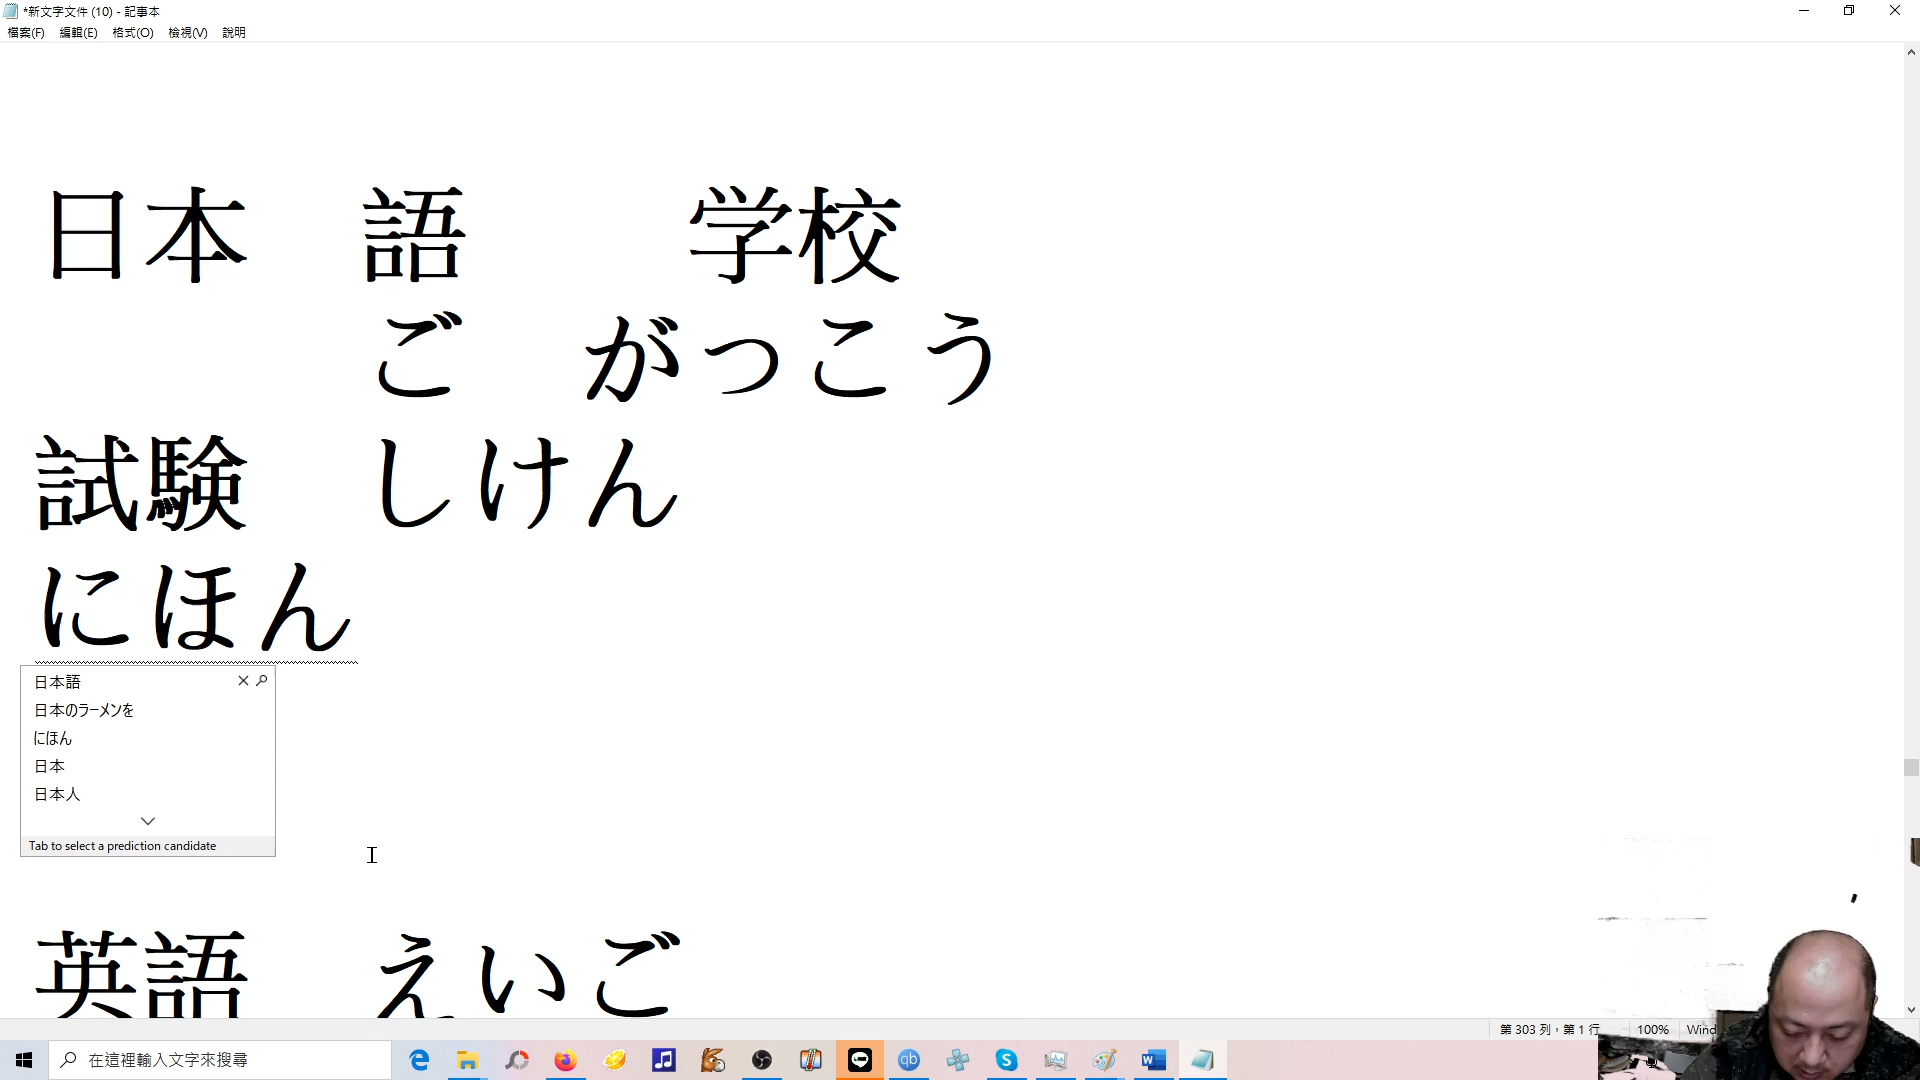 *新文字文件 (10) - 記事本
檔案(F) 編輯(E) 格式(O) 檢視(V) 說明
日本 語 学校
ご がっこう
試験 しけん
にほん
日本語
日本のラーメンを
にほん
日本
日本人
Tab to select a prediction candidate
英語 えいご
第 303 列，第 1 行 100% Wind
在這裡輸入文字來搜尋